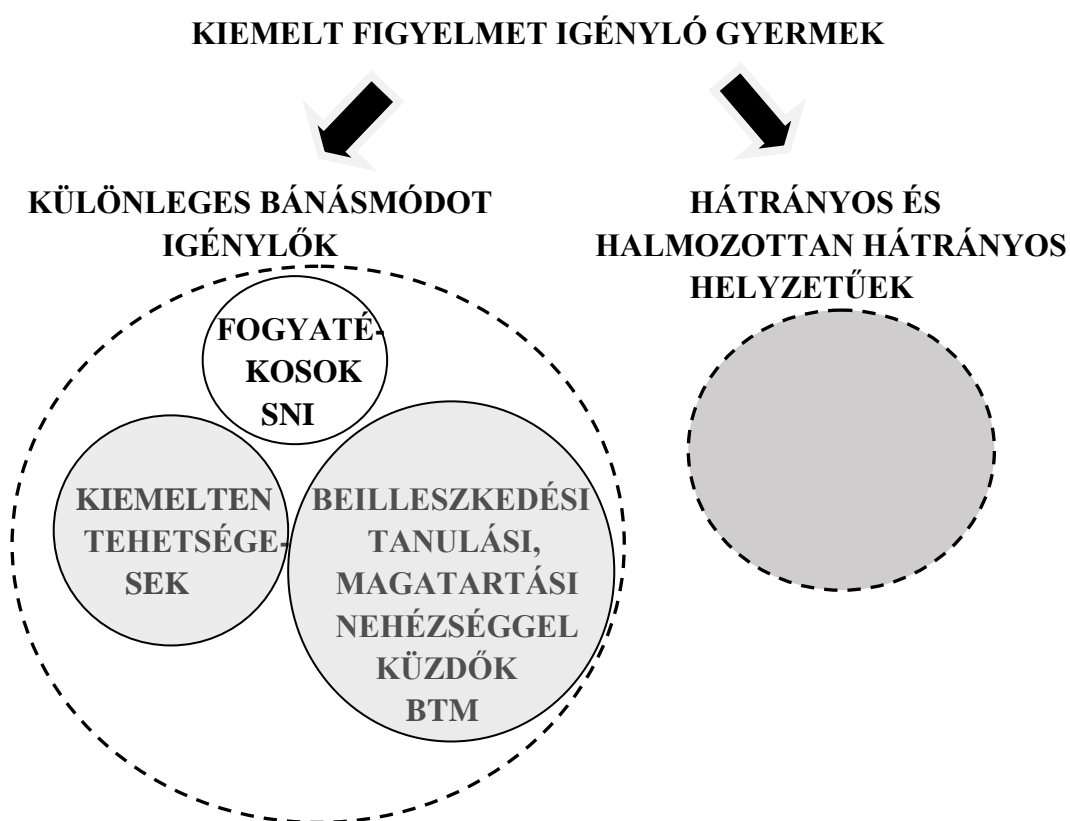 KIEMELT FIGYELMET IGÉNYLÓ GYERMEK
KÜLÖNLEGES BÁNÁSMÓDOT
IGÉNYLŐK
HÁTRÁNYOS ÉS
HALMOZOTTAN HÁTRÁNYOS
HELYZETŰEK
FOGYATÉ-
KOSOK
SNI
KIEMELTEN
TEHETSÉGE-
SEK
BEILLESZKEDÉSI
TANULÁSI,
MAGATARTÁSI
NEHÉZSÉGGEL
KÜZDŐK
BTM